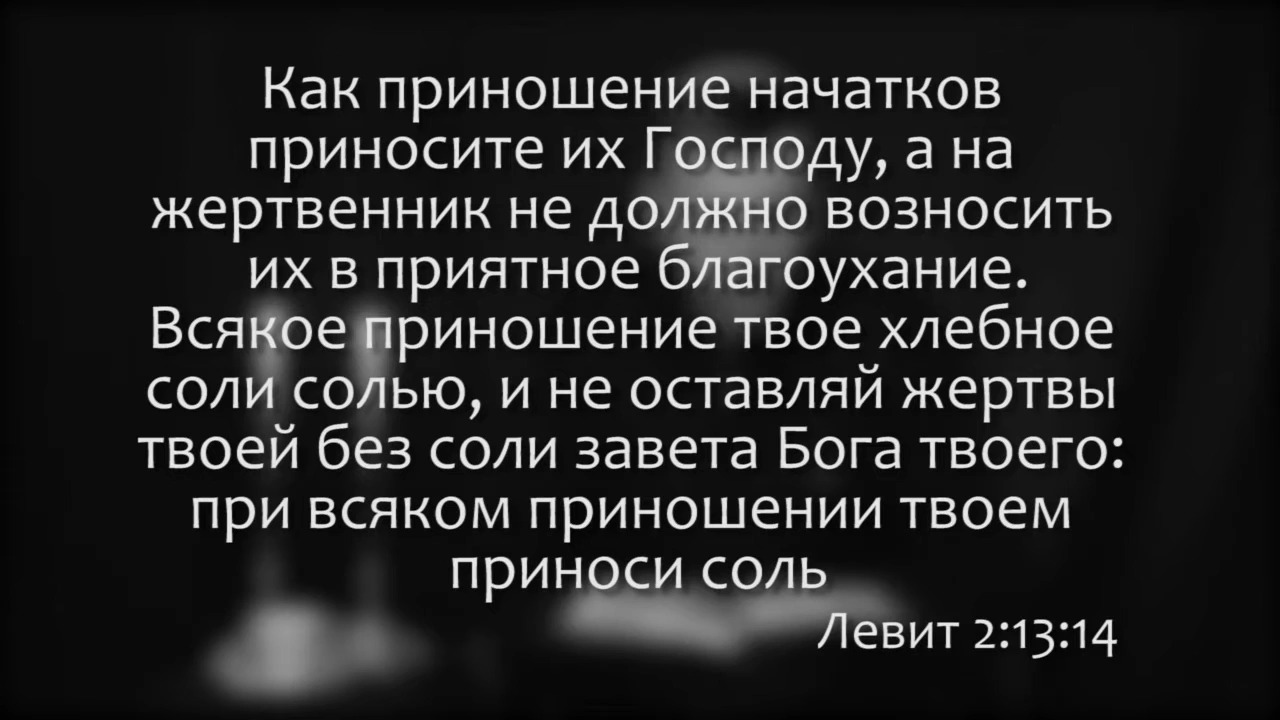 Как приношение начатков
приносите их Господу, а на
жертвенник не должно возносить
их в приятное благоухание.
Всякое приношение твое хлебное
соли солью, и не оставляй жертвы
твоей без соли завета Бога твоего:
при всяком приношении твоем
приноси соль
Левит 2:13:14